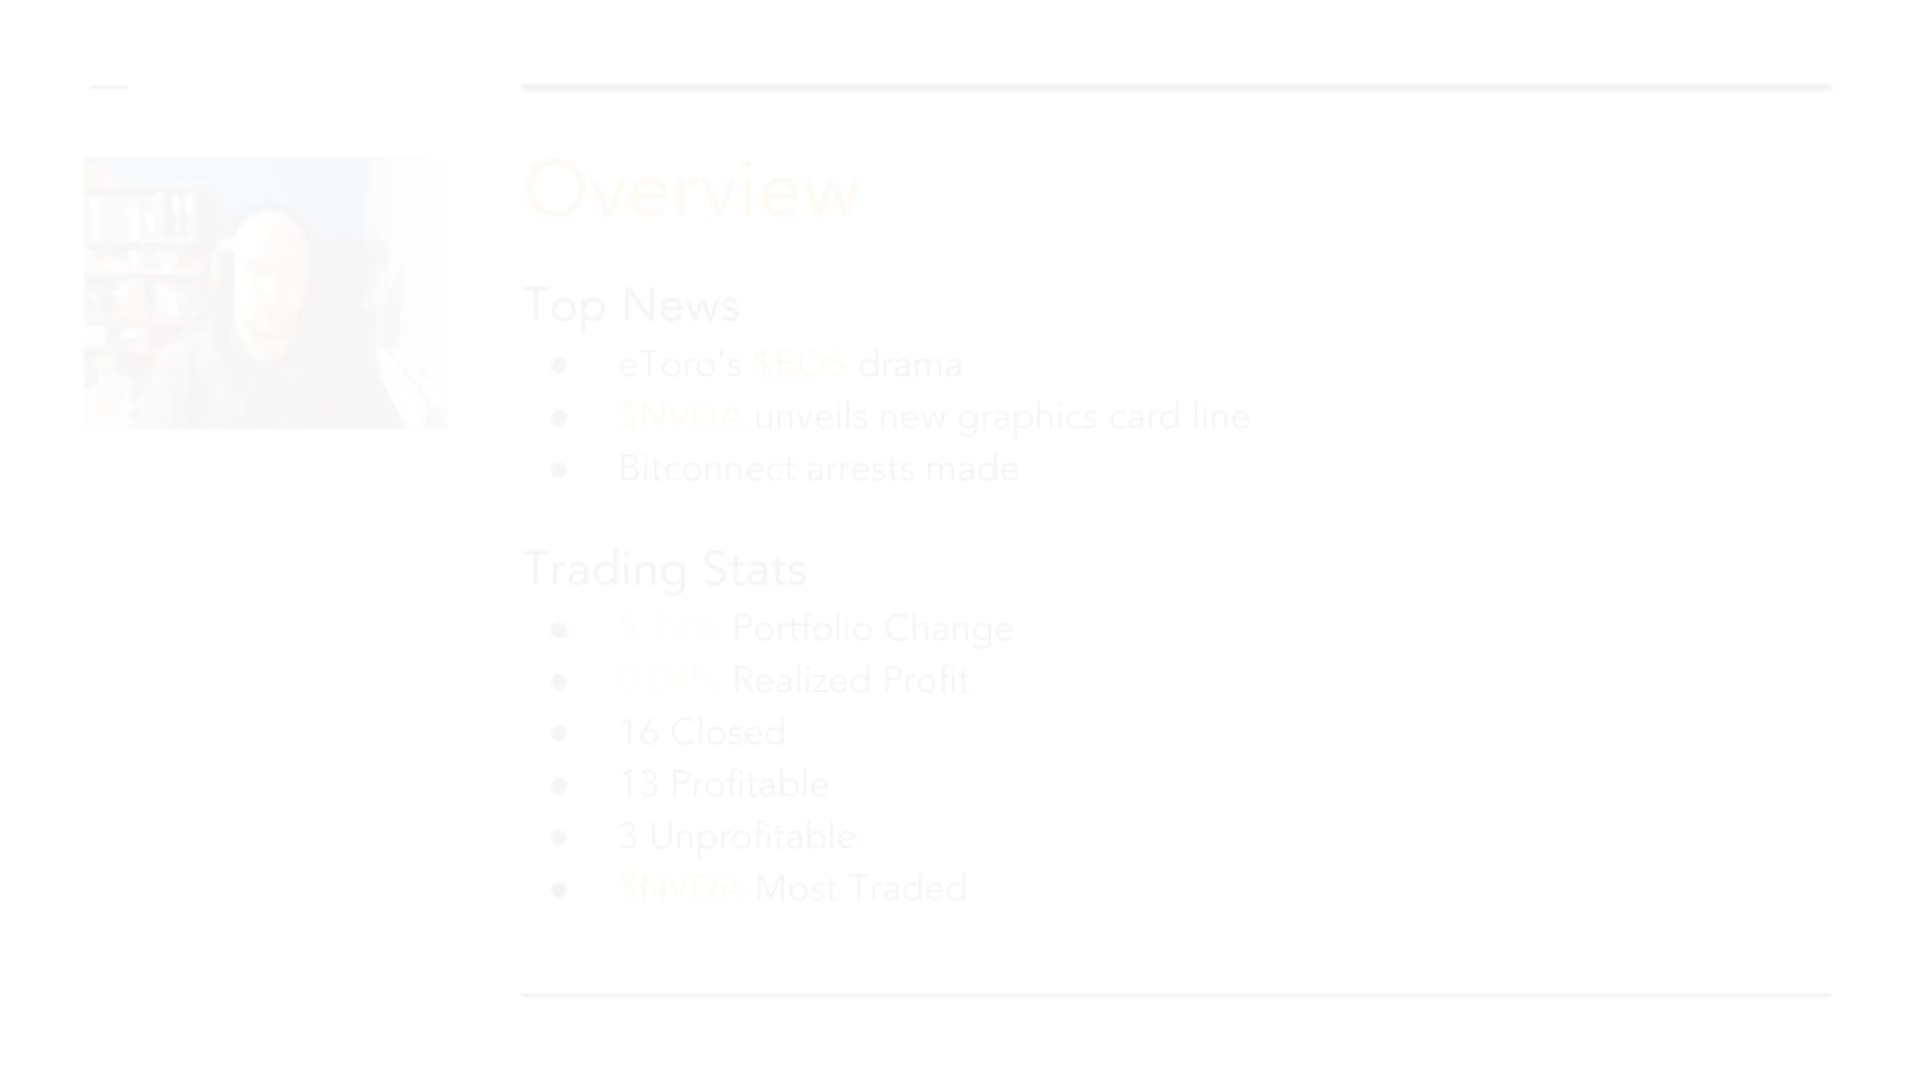 Overview
Top News
● eToro's $EOS drama
● $NVDA unveils new graphics card line
● Bitconnect arrests made
Trading Stats
● Portfolio Change
● Realized Profit
● 16 Closed
● 13 Profitable
● 3 Unprofitable
● $NVDA Most Traded